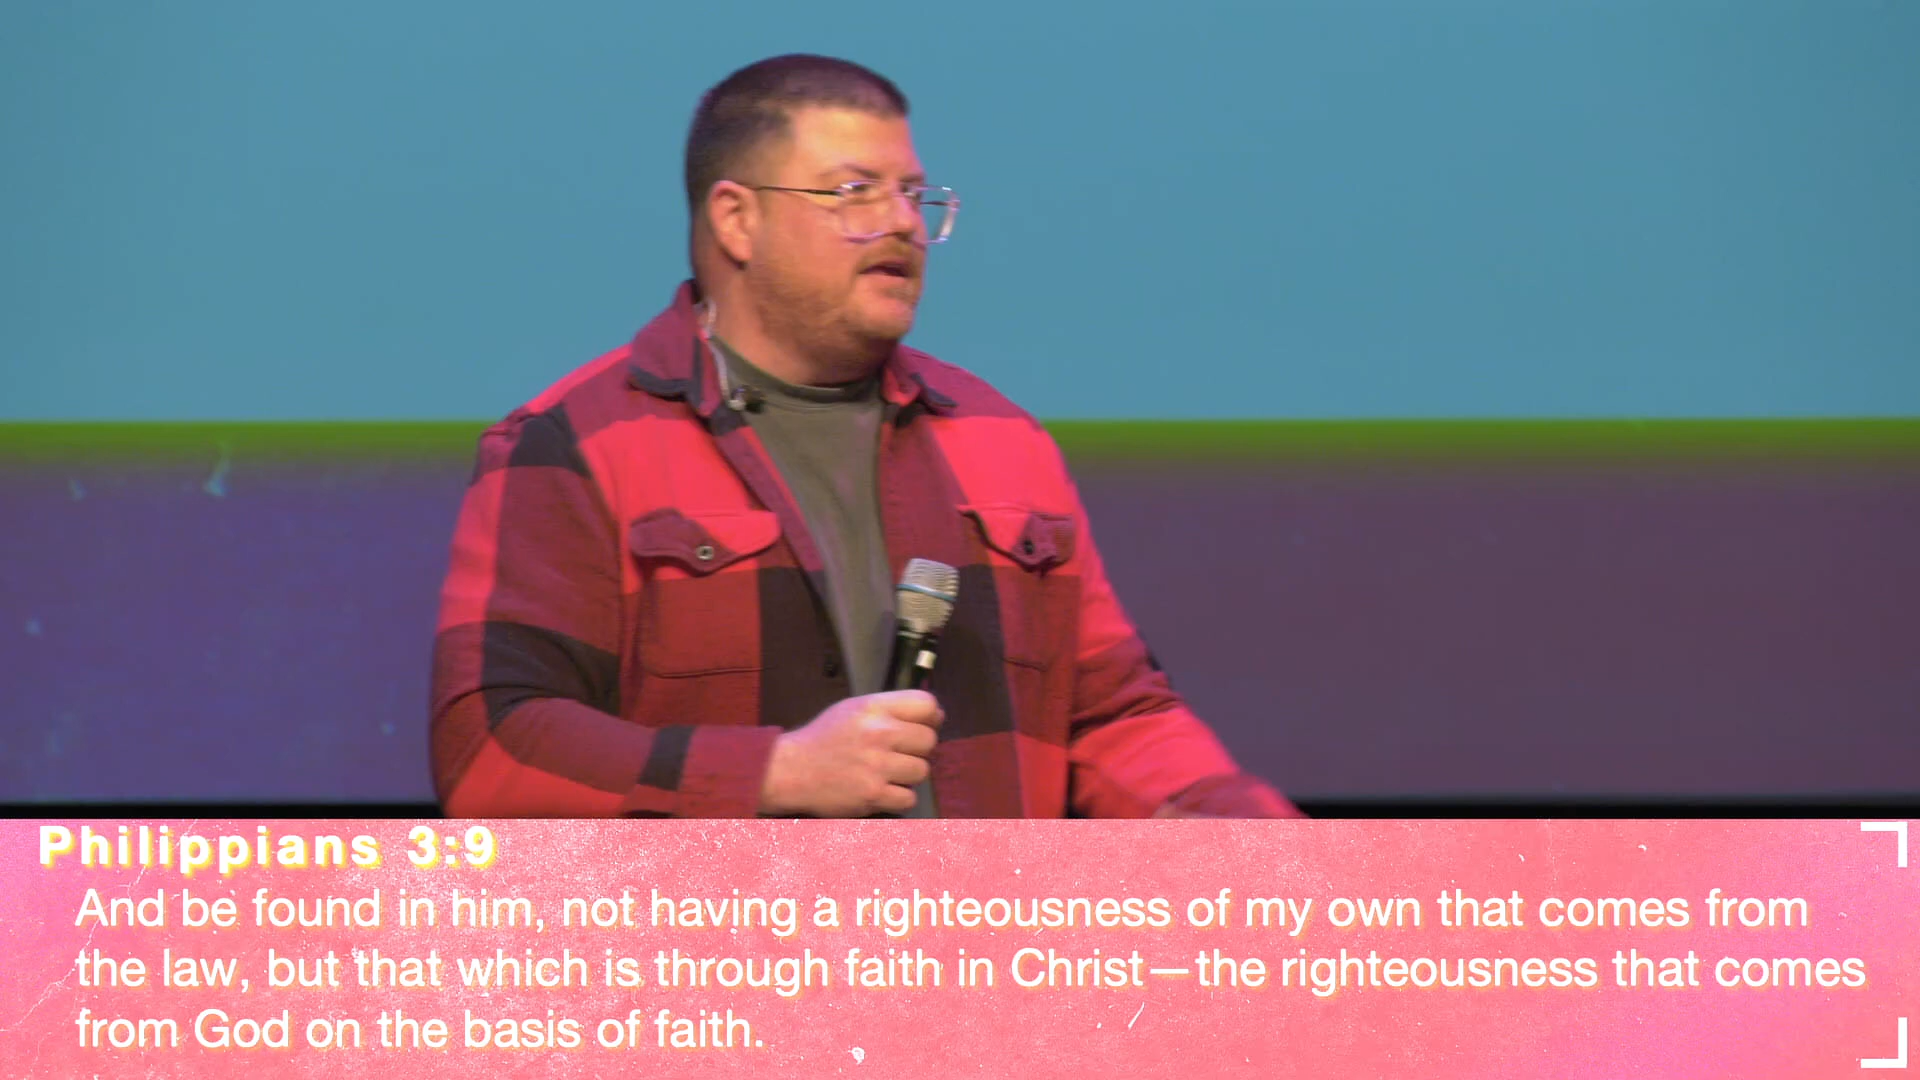 Philippians 3:9
And be found in him, not having a righteousness of my own that comes from
the law, but that which is through faith in Christ—the righteousness that comes
from God on the basis of faith.